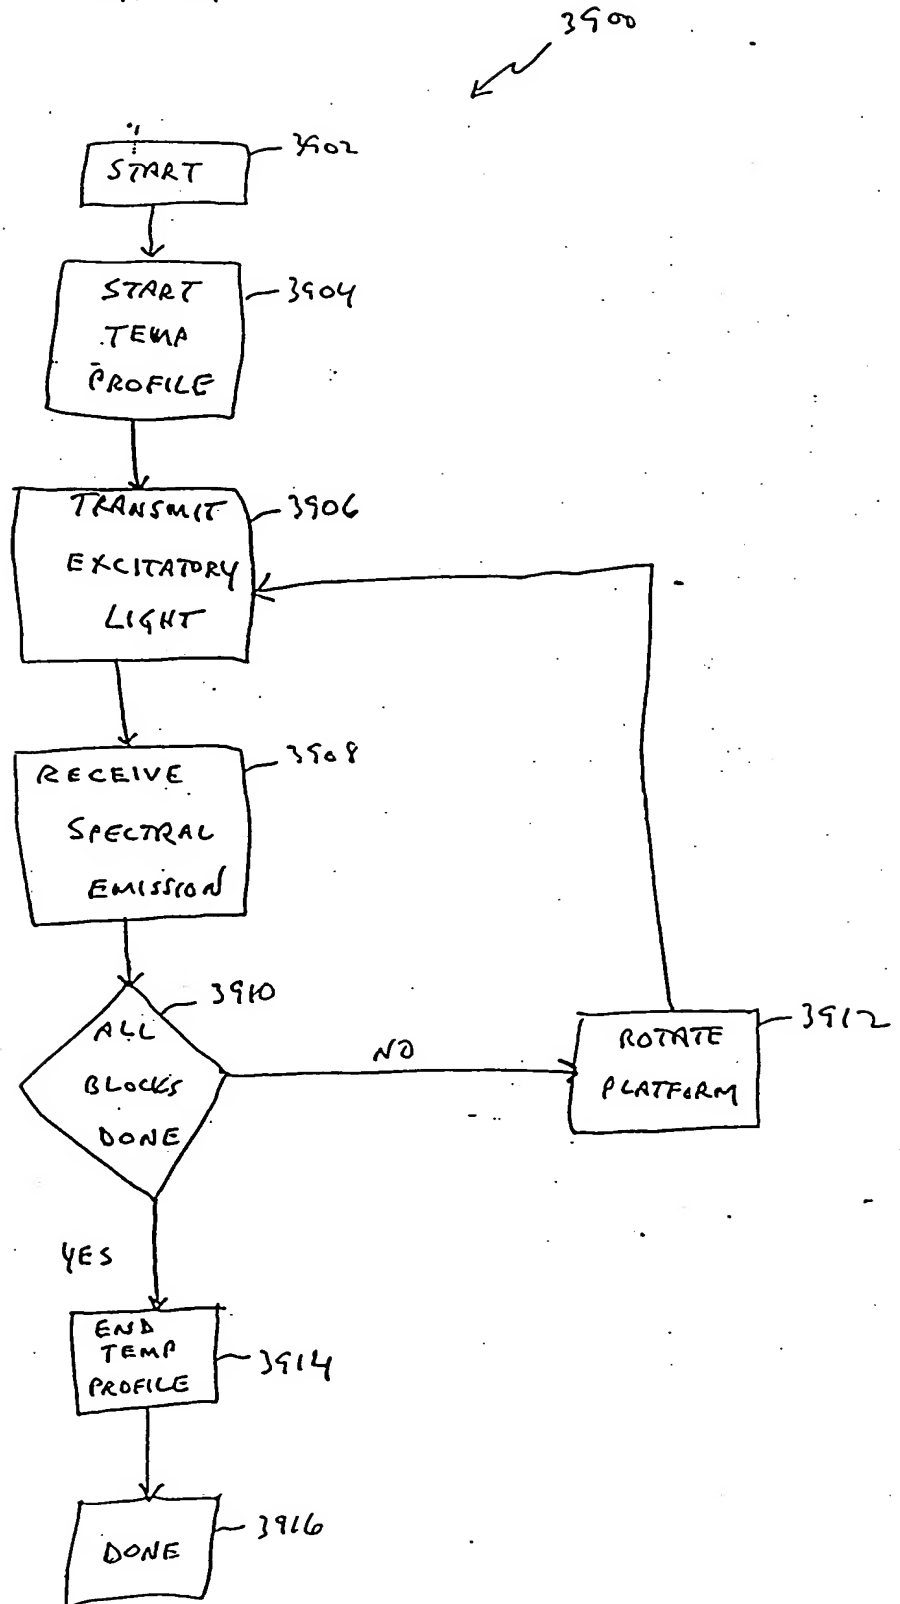 3900
START
3902
START
TEMP
PROFILE
3904
TRANSMIT
EXCITATORY
LIGHT
3906
RECEIVE
SPECTRAL
EMISSION
3908
ALL
BLOCKS
DONE
3910
NO
ROTATE
PLATFORM
3912
YES
END
TEMP
PROFILE
3914
DONE
3916